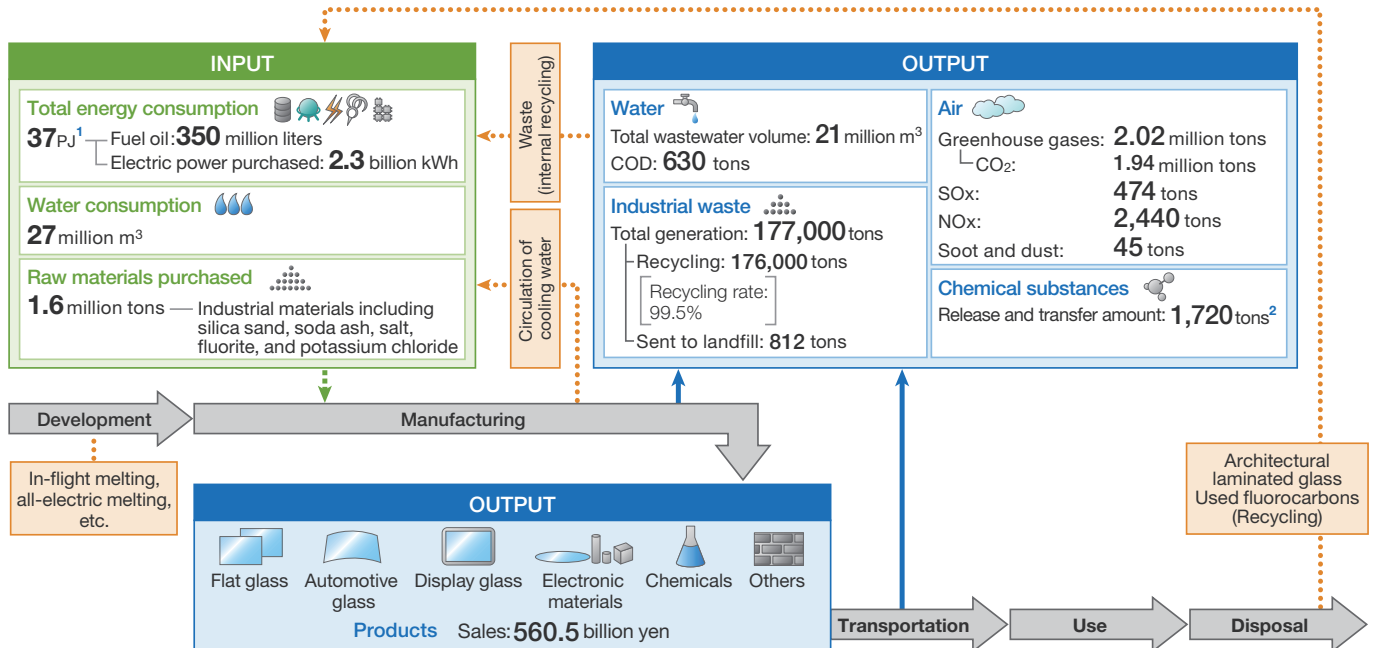 INPUT
Total energy consumption
37PJ¹
Fuel oil: 350 million liters
Electric power purchased: 2.3 billion kWh
Water consumption
27 million m³
Raw materials purchased
1.6 million tons
Industrial materials including
silica sand, soda ash, salt,
fluorite, and potassium chloride
Waste
(internal recycling)
Circulation of
cooling water
OUTPUT
Water
Total wastewater volume: 21 million m³
COD: 630 tons
Industrial waste
Total generation: 177,000 tons
Recycling: 176,000 tons
Recycling rate:
99.5%
Sent to landfill: 812 tons
Air
Greenhouse gases: 2.02 million tons
CO₂: 1.94 million tons
SOx: 474 tons
NOx: 2,440 tons
Soot and dust: 45 tons
Chemical substances
Release and transfer amount: 1,720 tons²
Development
Manufacturing
In-flight melting,
all-electric melting,
etc.
OUTPUT
Flat glass
Automotive
glass
Display glass
Electronic
materials
Chemicals
Others
Products Sales: 560.5 billion yen
Architectural
laminated glass
Used fluorocarbons
(Recycling)
Transportation
Use
Disposal